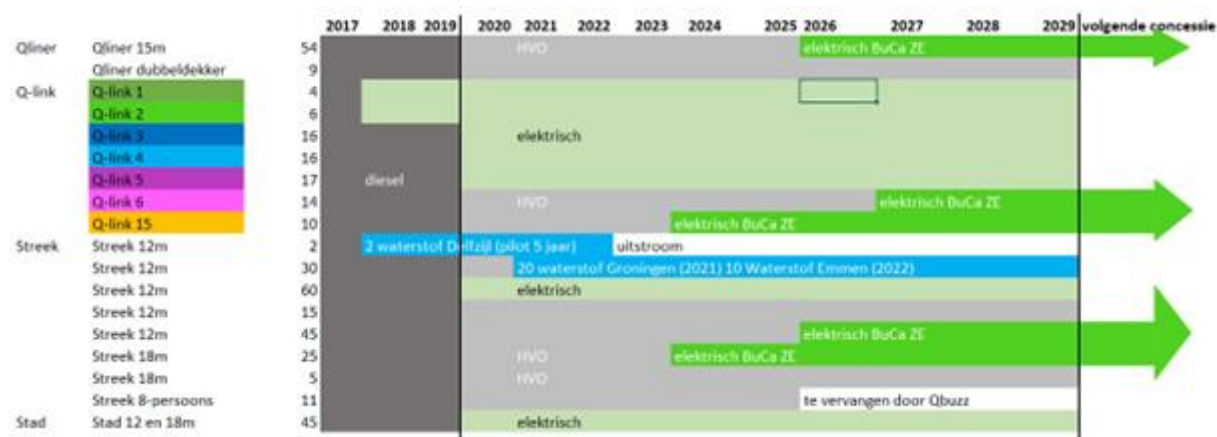 2017 2018 2019 2020 2021 2022 2023 2024 2025 2026 2027 2028 2029 volgende concessie
Qliner Qliner 15m 54 HVO elektrisch BuCa ZE
Qliner dubbeldekker 9
Q-link Q-link 1 4
Q-link 2 6
Q-link 3 16 elektrisch
Q-link 4 16
Q-link 5 17 diesel
Q-link 6 14 HVO elektrisch BuCa ZE
Q-link 15 10 elektrisch BuCa ZE
Streek Streek 12m 2 2 waterstof Delfzijl (pilot 5 jaar) uitstroom
Streek 12m 30 20 waterstof Groningen (2021) 10 Waterstof Emmen (2022)
Streek 12m 60 elektrisch
Streek 12m 15
Streek 12m 45 elektrisch BuCa ZE
Streek 18m 25 HVO elektrisch BuCa ZE
Streek 18m 5 HVO
Streek 8-persoons 11 te vervangen door Qbuzz
Stad Stad 12 en 18m 45 elektrisch